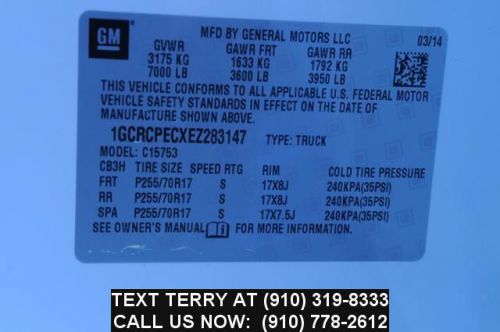 GM
MFD BY GENERAL MOTORS LLC
03/14
GVWR GAWR FRT GAWR RR
3175 KG 1633 KG 1792 KG
7000 LB 3600 LB 3950 LB
THIS VEHICLE CONFORMS TO ALL APPLICABLE U.S. FEDERAL MOTOR
VEHICLE SAFETY STANDARDS IN EFFECT ON THE DATE OF
MANUFACTURE SHOWN ABOVE.
1GCRCPECXEZ283147 TYPE: TRUCK
MODEL: C15753
CB3H TIRE SIZE SPEED RTG RIM COLD TIRE PRESSURE
FRT P255/70R17 S 17X8J 240KPA(35PSI)
RR P255/70R17 S 17X8J 240KPA(35PSI)
SPA P255/70R17 S 17X7.5J 240KPA(35PSI)
SEE OWNER'S MANUAL FOR MORE INFORMATION.
TEXT TERRY AT (910) 319-8333
CALL US NOW: (910) 778-2612